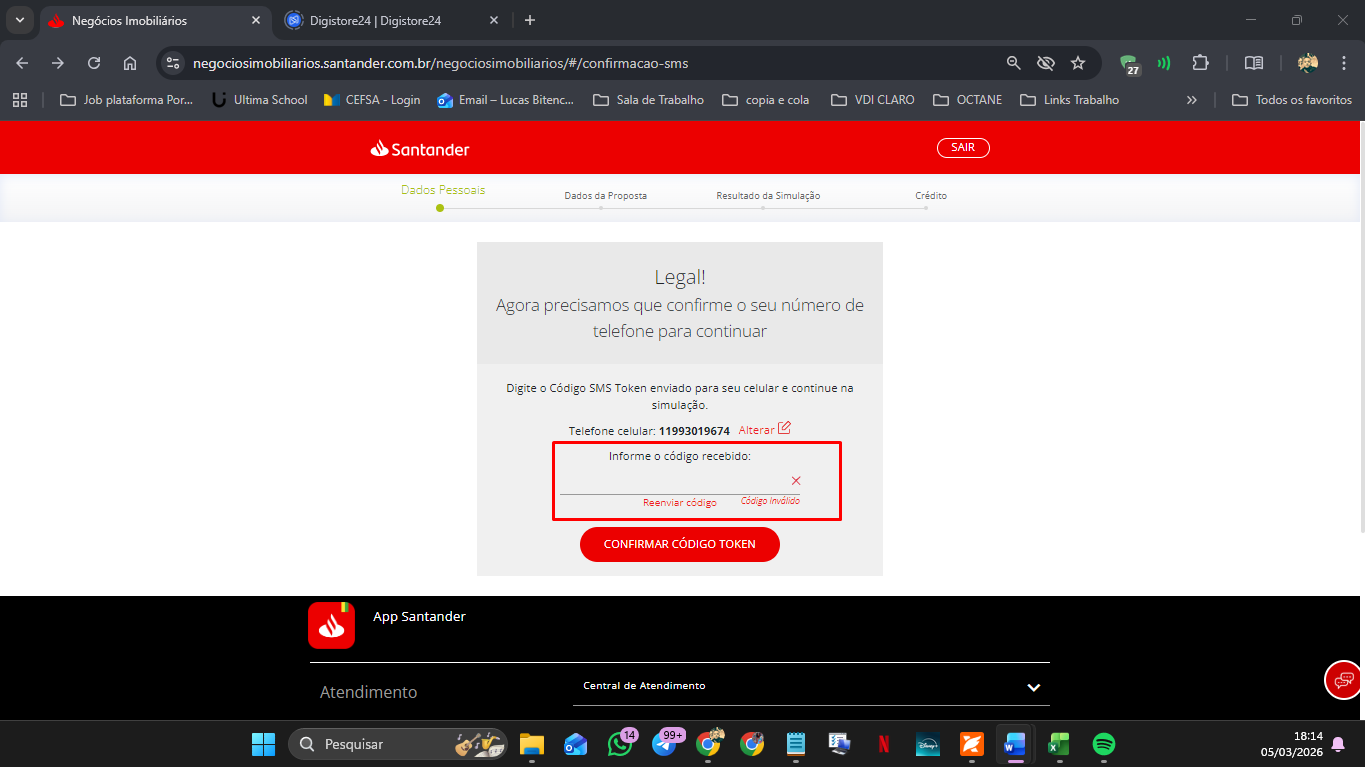 Negócios Imobiliários
Digistore24 | Digistore24
negociosimobiliarios.santander.com.br/negociosimobiliarios/#/confirmacao-sms
27
Job plataforma Por...
Ultima School
CEFSA - Login
Email – Lucas Bitenc...
Sala de Trabalho
copia e cola
VDI CLARO
OCTANE
Links Trabalho
Todos os favoritos
Santander
SAIR
Dados Pessoais
Dados da Proposta
Resultado da Simulação
Crédito
Legal!
Agora precisamos que confirme o seu número de
telefone para continuar
Digite o Código SMS Token enviado para seu celular e continue na
simulação.
Telefone celular: 11993019674 Alterar
Informe o código recebido:
Reenviar código
Código Inválido
CONFIRMAR CÓDIGO TOKEN
App Santander
Atendimento
Central de Atendimento
Pesquisar
14
99+
Disney+
18:14
05/03/2026